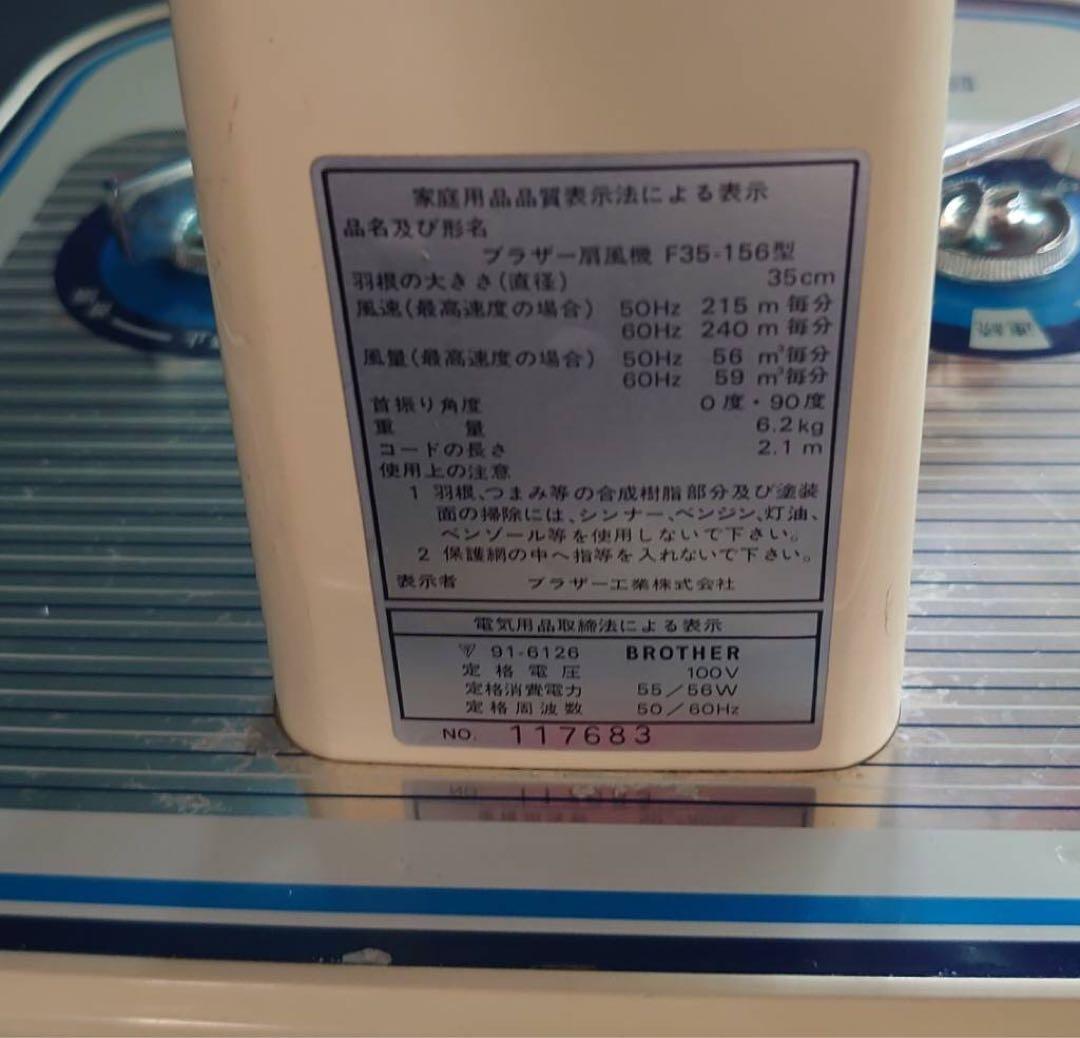 家庭用品品質表示法による表示
品名及び形名
ブラザー扇風機 F35-156型
羽根の大きさ(直径) 35cm
風速(最高速度の場合) 50Hz 215 m 毎分
60Hz 240 m 毎分
風量(最高速度の場合) 50Hz 56 m³毎分
60Hz 59 m³毎分
首振り角度 0度・90度
重 量 6.2kg
コードの長さ 2.1 m
使用上の注意
1 羽根、つまみ等の合成樹脂部分及び塗装
面の掃除には、シンナー、ベンジン、灯油、
ベンゾール等を使用しないで下さい。
2 保護網の中へ指等を入れないで下さい。
表示者 ブラザー工業株式会社
電気用品取締法による表示
91-6126 BROTHER
定格電圧 100V
定格消費電力 55/56W
定格周波数 50/60Hz
NO. 117683
連続